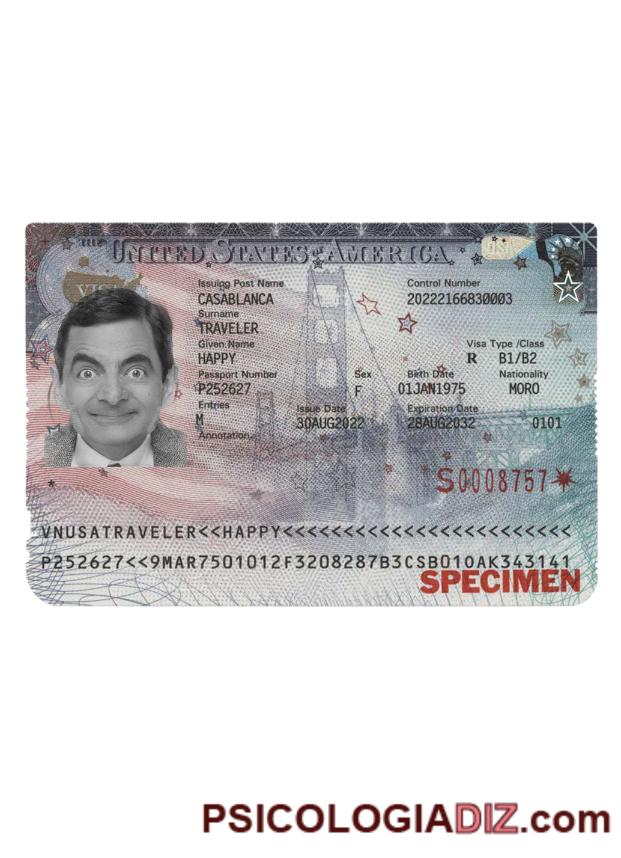 THE UNITED STATES OF AMERICA
VISA
Issuing Post Name
CASABLANCA
Control Number
20222166830003
Surname
TRAVELER
Given Name
HAPPY
Visa Type /Class
R B1/B2
Passport Number
P252627
Sex
F
Birth Date
01JAN1975
Nationality
MORO
Entries
M
Issue Date
30AUG2022
Expiration Date
28AUG2032
0101
Annotation
*
S0008757
VNUSATRAVELER<<HAPPY<<<<<<<<<<<<<<<<<<<<<<<<
P252627<<9MAR7501012F3208287B3CSB010AK343141
SPECIMEN
PSICOLOGIADIZ.com